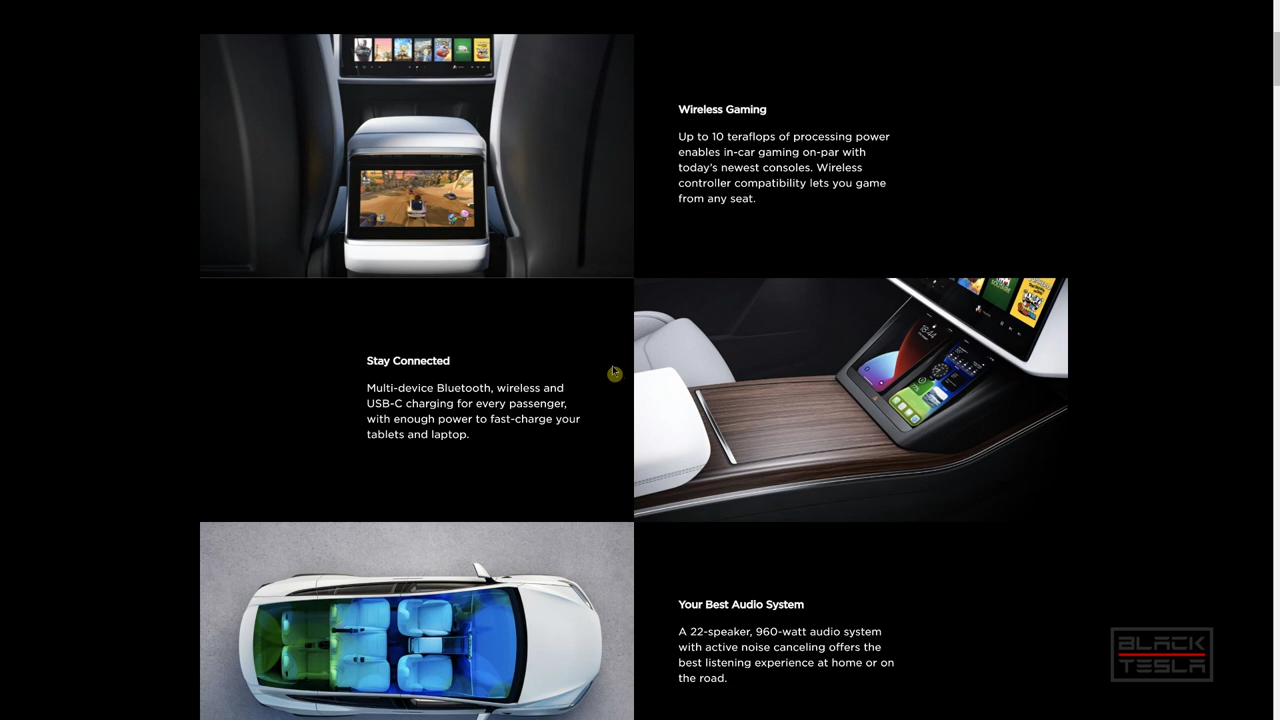 Wireless Gaming
Up to 10 teraflops of processing power
enables in-car gaming on-par with
today's newest consoles. Wireless
controller compatibility lets you game
from any seat.
18:44
Stay Connected
Multi-device Bluetooth, wireless and
USB-C charging for every passenger,
with enough power to fast-charge your
tablets and laptop.
Your Best Audio System
A 22-speaker, 960-watt audio system
with active noise canceling offers the
best listening experience at home or on
the road.
BLACK
TESLA